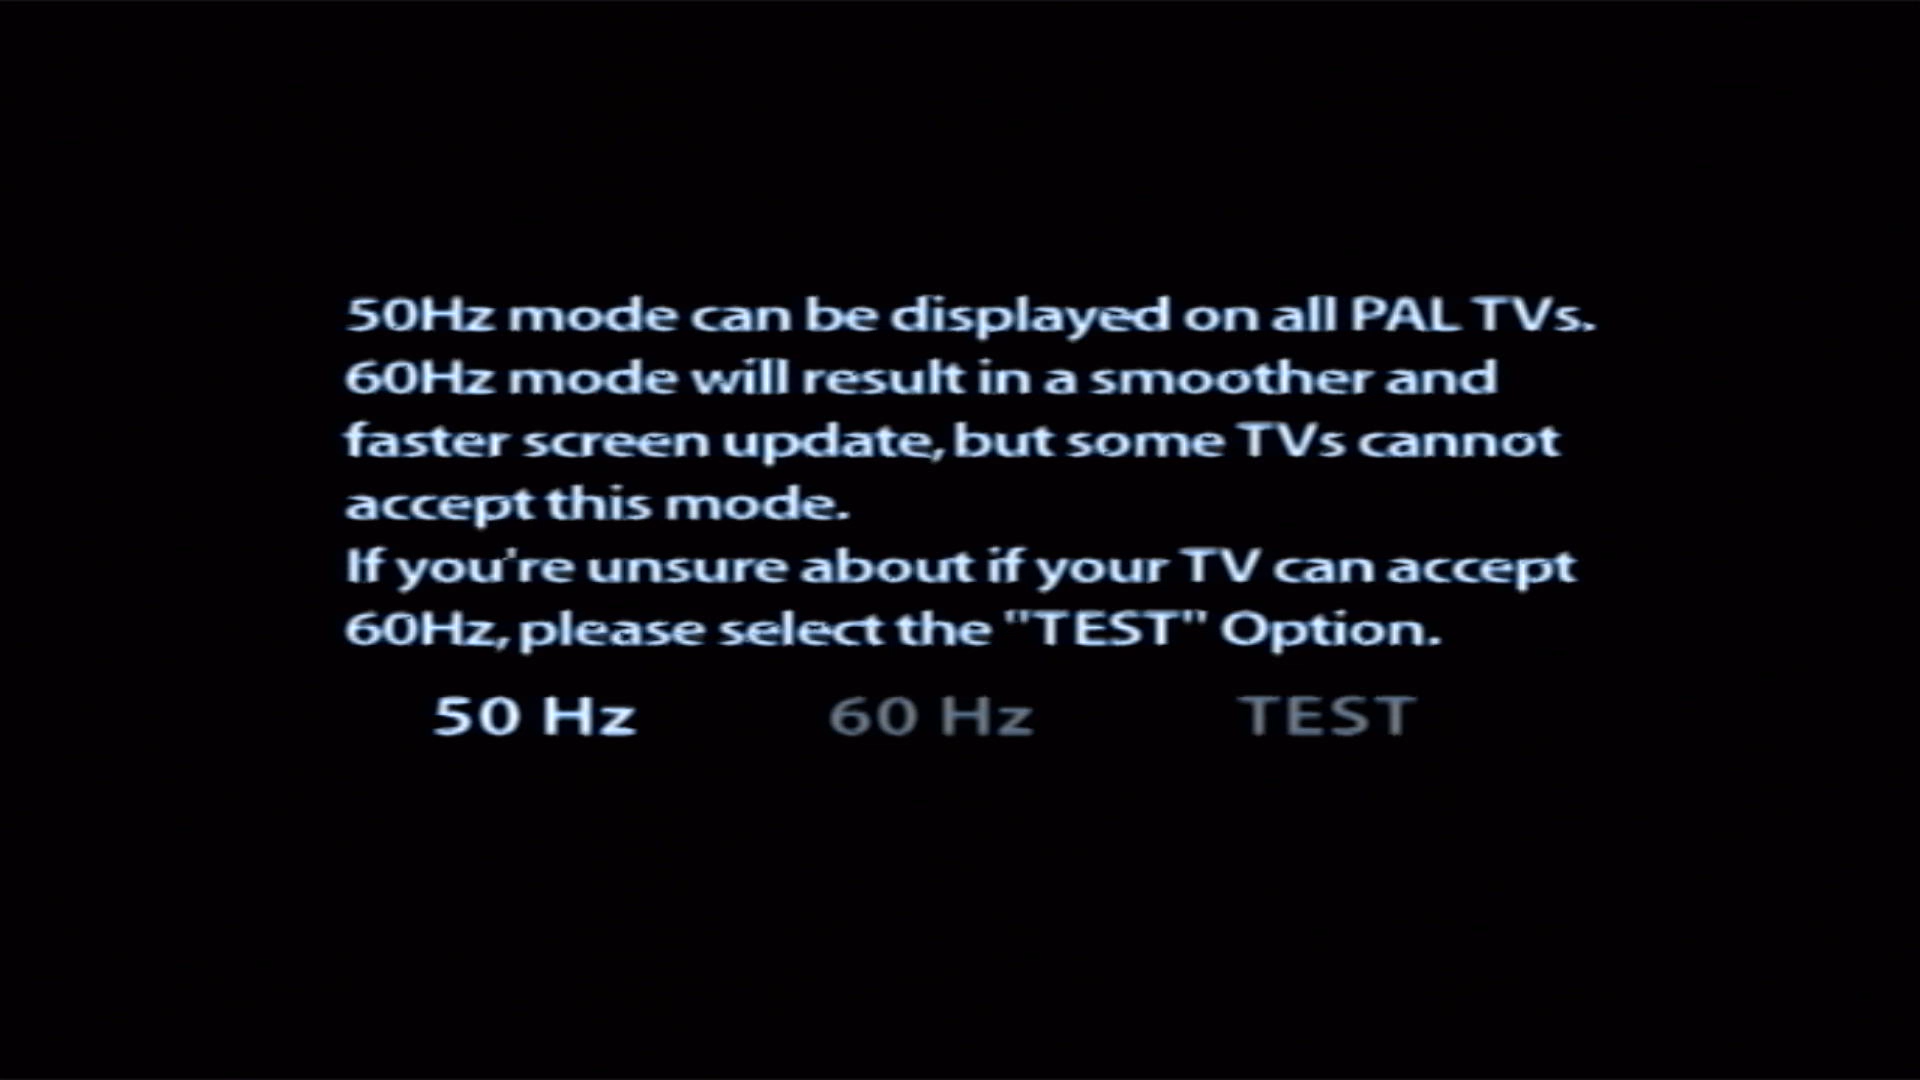 50Hz mode can be displayed on all PAL TVs.
60Hz mode will result in a smoother and
faster screen update, but some TVs cannot
accept this mode.
If you're unsure about if your TV can accept
60Hz, please select the "TEST" Option.
50 Hz 60 Hz TEST